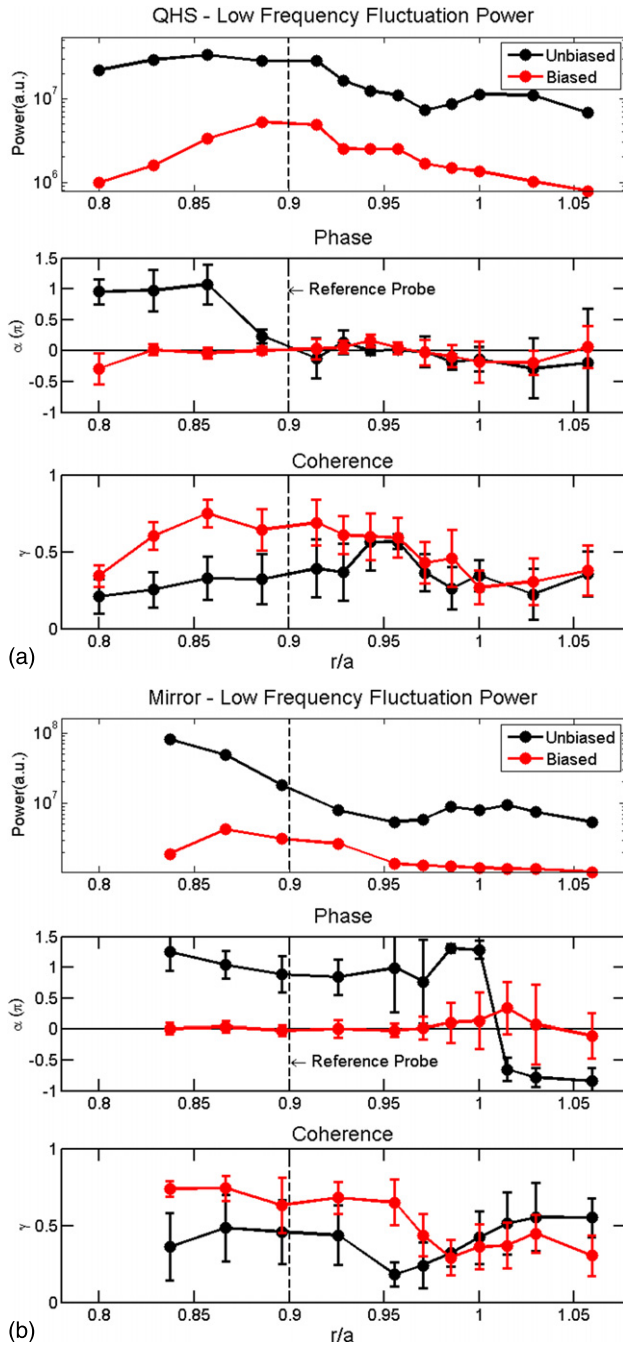 QHS - Low Frequency Fluctuation Power
Unbiased
Biased
Power(a.u.)
10^7
10^6
0.8 0.85 0.9 0.95 1 1.05
Phase
α (π)
1.5
1
0.5
0
-0.5
-1
← Reference Probe
0.8 0.85 0.9 0.95 1 1.05
Coherence
γ
1
0.5
0
0.8 0.85 0.9 0.95 1 1.05
r/a
(a)
Mirror - Low Frequency Fluctuation Power
Unbiased
Biased
Power(a.u.)
10^8
10^7
0.8 0.85 0.9 0.95 1 1.05
Phase
α (π)
1.5
1
0.5
0
-0.5
-1
← Reference Probe
0.8 0.85 0.9 0.95 1 1.05
Coherence
γ
1
0.5
0
0.8 0.85 0.9 0.95 1 1.05
r/a
(b)